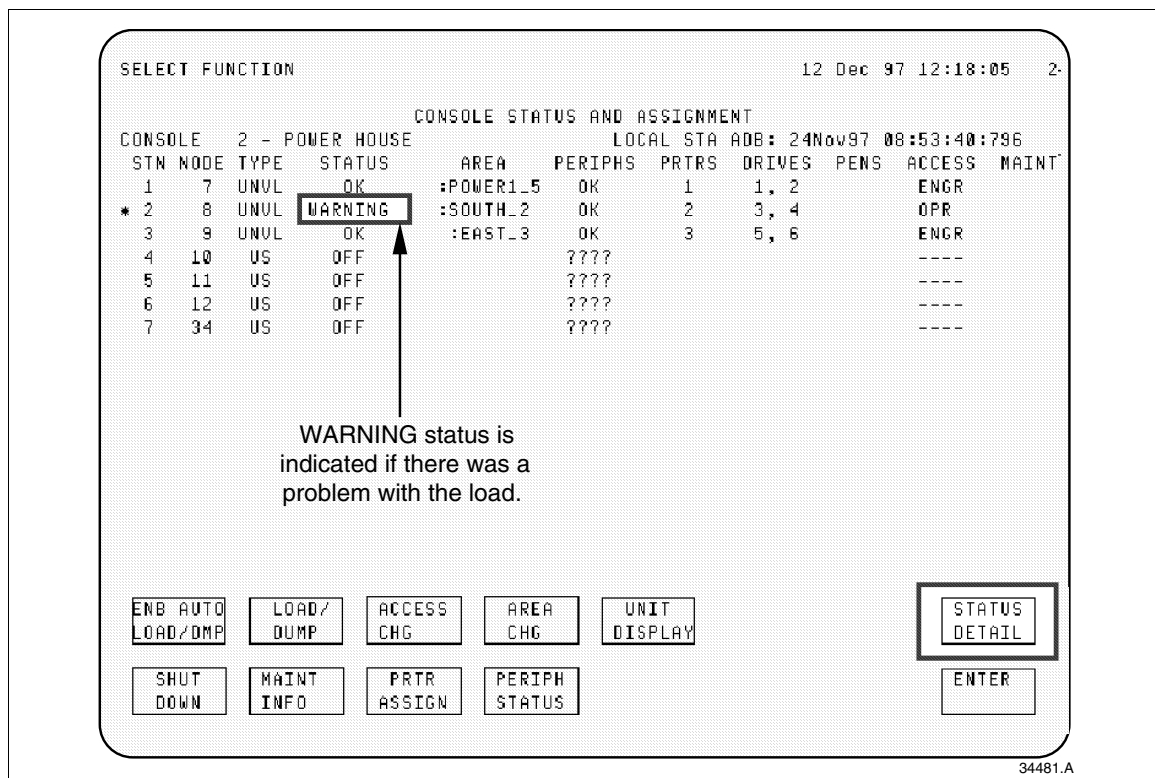 SELECT FUNCTION 12 Dec 97 12:18:05 2-
CONSOLE STATUS AND ASSIGNMENT
CONSOLE 2 - POWER HOUSE LOCAL STA ADB: 24Nov97 08:53:40:796
STN NODE TYPE STATUS AREA PERIPHS PRTRS DRIVES PENS ACCESS MAINT
1 7 UNVL OK :POWER1_5 OK 1 1, 2 ENGR
* 2 8 UNVL WARNING :SOUTH_2 OK 2 3, 4 OPR
3 9 UNVL OK :EAST_3 OK 3 5, 6 ENGR
4 10 US OFF ???? ----
5 11 US OFF ???? ----
6 12 US OFF ???? ----
7 34 US OFF ???? ----
WARNING status is
indicated if there was a
problem with the load.
ENB AUTO LOAD/ ACCESS AREA UNIT STATUS
LOAD/DMP DUMP CHG CHG DISPLAY DETAIL
SHUT MAINT PRTR PERIPH ENTER
DOWN INFO ASSIGN STATUS
34481.A